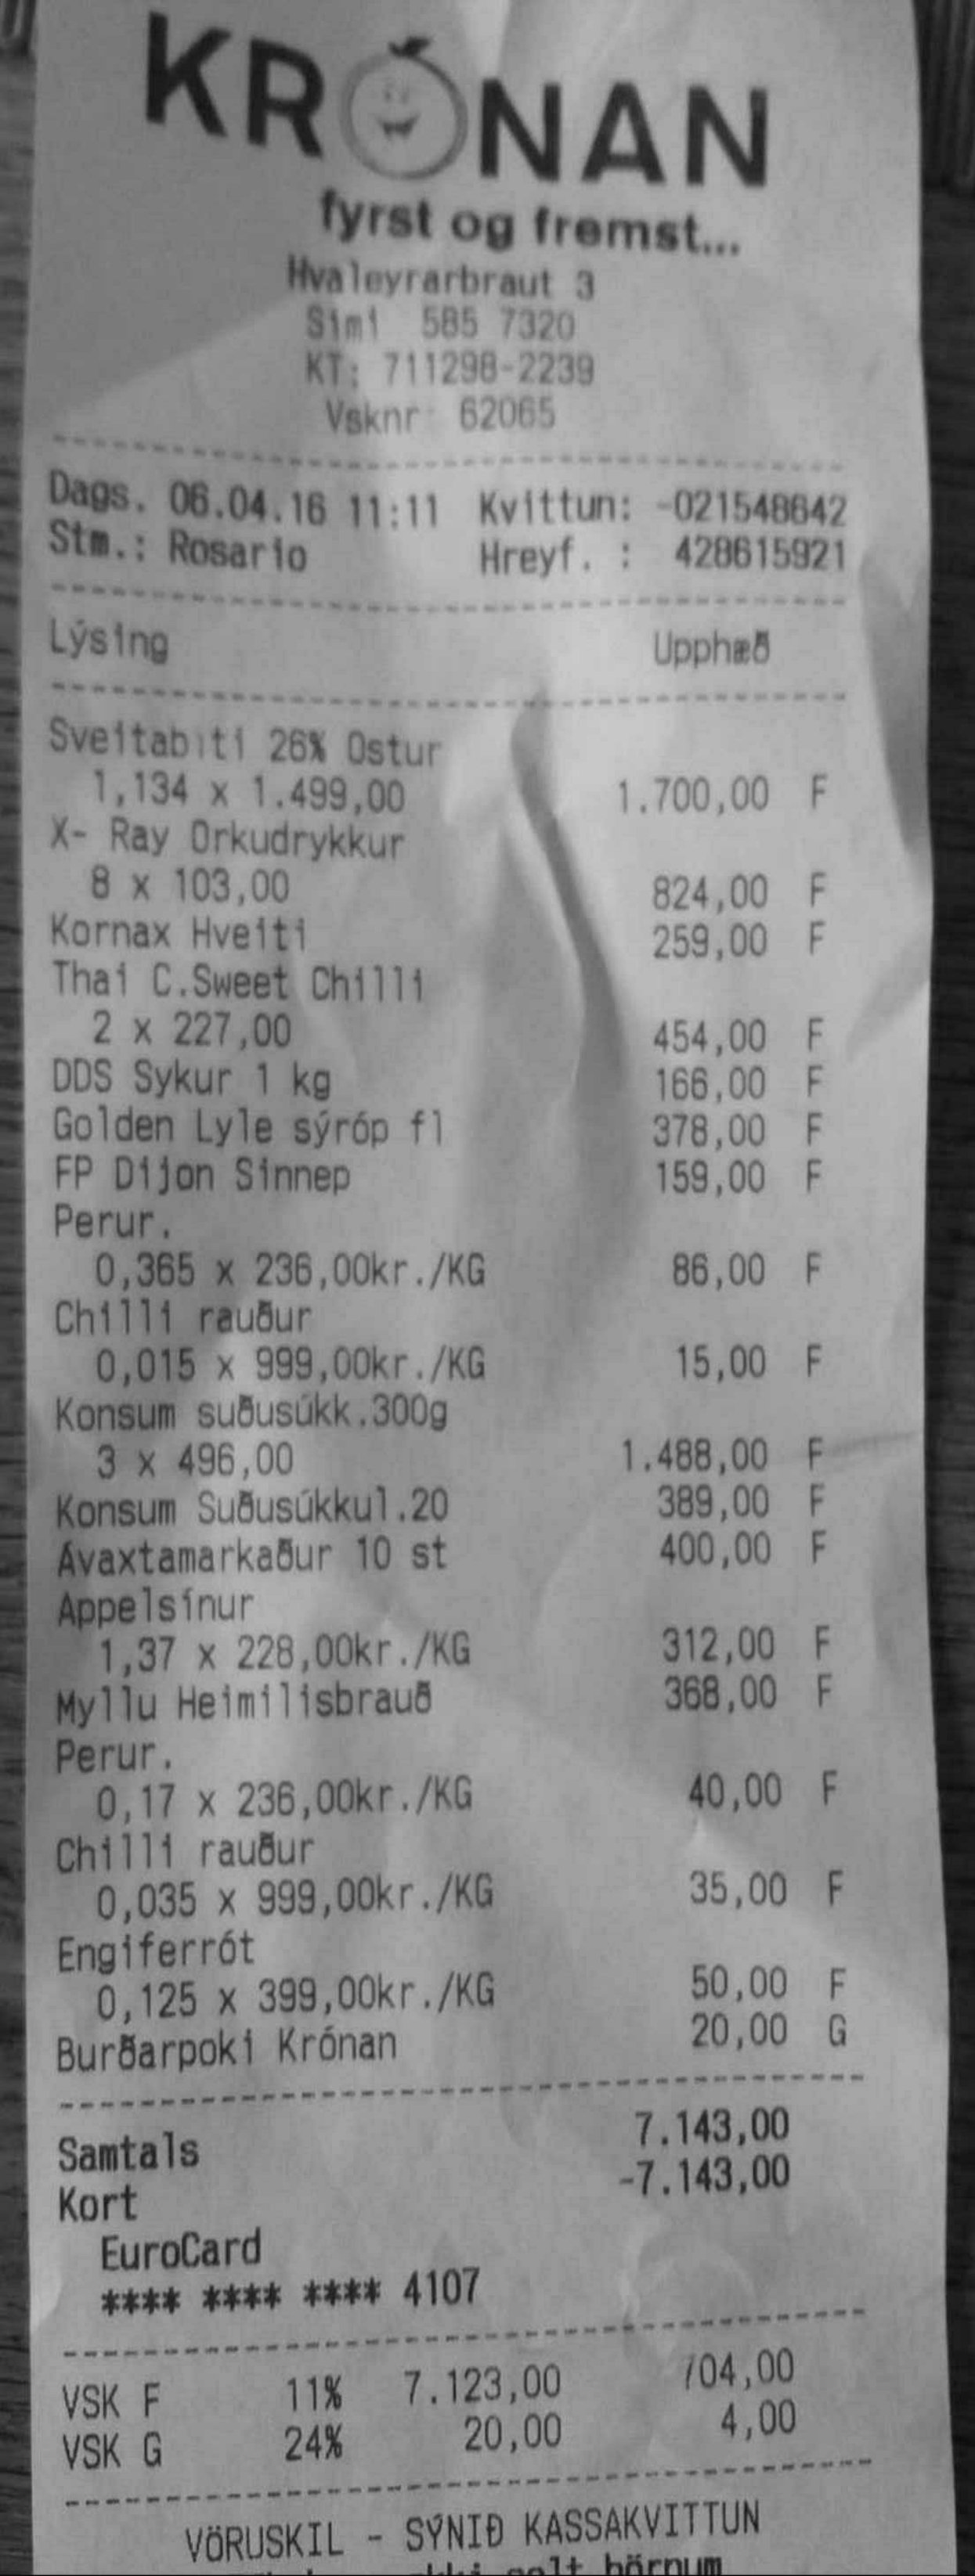 KRÓNAN
fyrst og fremst...
Hvaleyrarbraut 3
Sími 585 7320
KT: 711298-2239
Vsknr 62065
Dags. 06.04.16 11:11 Kvittun: -021548642
Stm.: Rosario Hreyf. : 428615921
Lýsing Upphæð
Sveitabiti 26% Ostur
1,134 x 1.499,00 1.700,00 F
X- Ray Orkudrykkur
8 x 103,00 824,00 F
Kornax Hveiti 259,00 F
Thai C.Sweet Chilli
2 x 227,00 454,00 F
DDS Sykur 1 kg 166,00 F
Golden Lyle sýróp fl 378,00 F
FP Dijon Sinnep 159,00 F
Perur.
0,365 x 236,00kr./KG 86,00 F
Chilli rauður
0,015 x 999,00kr./KG 15,00 F
Konsum suðusúkk.300g
3 x 496,00 1.488,00 F
Konsum Suðusúkkul.20 389,00 F
Ávaxtamarkaður 10 st 400,00 F
Appelsínur
1,37 x 228,00kr./KG 312,00 F
Myllu Heimilisbrauð 368,00 F
Perur.
0,17 x 236,00kr./KG 40,00 F
Chilli rauður
0,035 x 999,00kr./KG 35,00 F
Engiferrót
0,125 x 399,00kr./KG 50,00 F
Burðarpoki Krónan 20,00 G
Samtals 7.143,00
Kort -7.143,00
EuroCard
**** **** **** 4107
VSK F 11% 7.123,00 704,00
VSK G 24% 20,00 4,00
VÖRUSKIL - SÝNIÐ KASSAKVITTUN
börnum